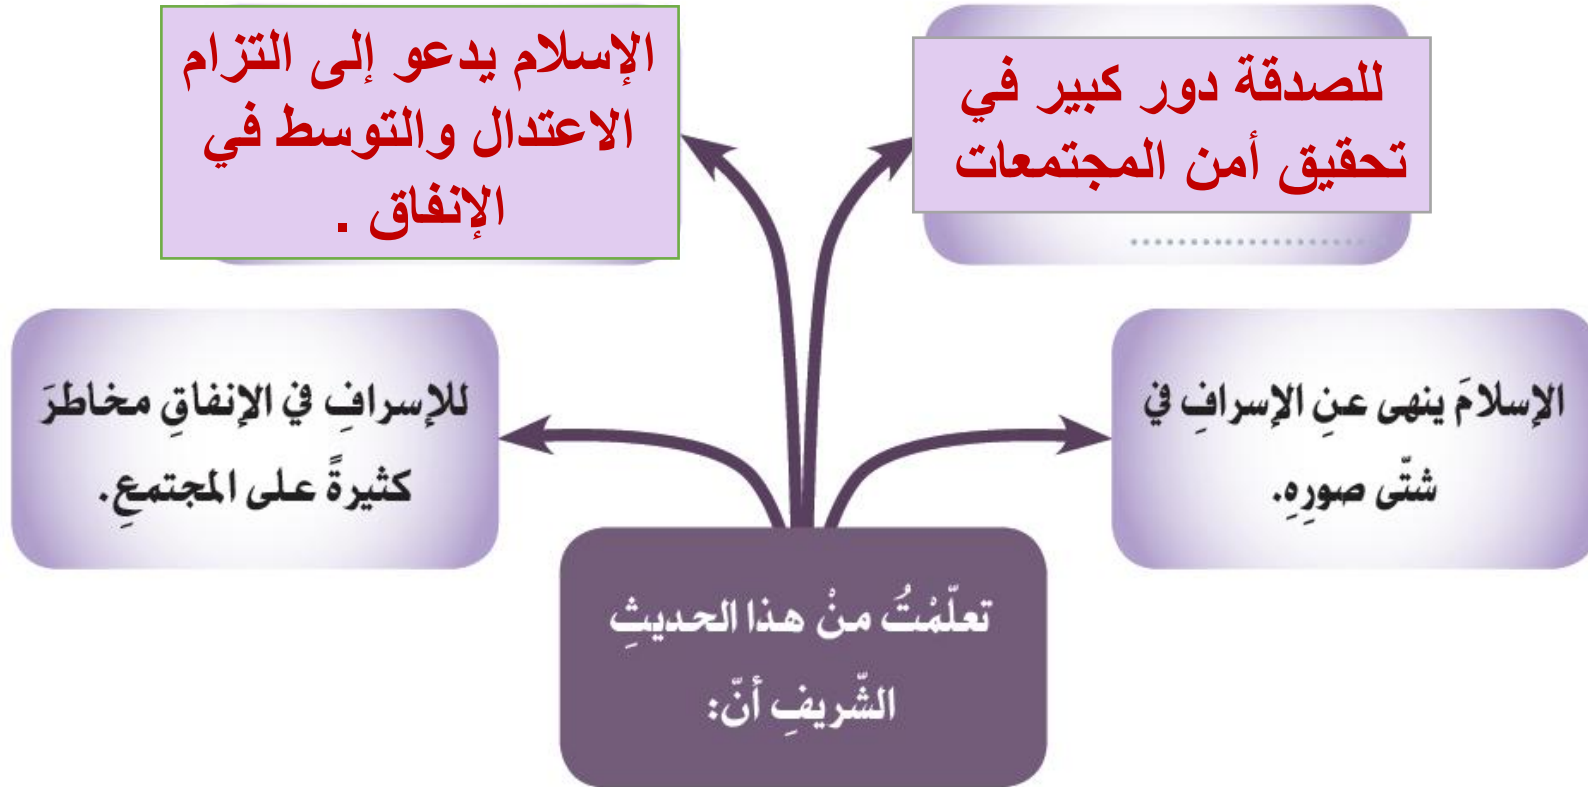 للصدقة دور كبير في
تحقيق أمن المجتمعات
الإسلام يدعو إلى التزام
الاعتدال والتوسط في
الإنفاق .
الإسلامَ ينهى عنِ الإسرافِ في
شتّى صورِهِ.
للإسرافِ في الإنفاقِ مخاطرَ
كثيرةً على المجتمعِ.
تعلّمْتُ منْ هذا الحديثِ
الشّريفِ أنّ: